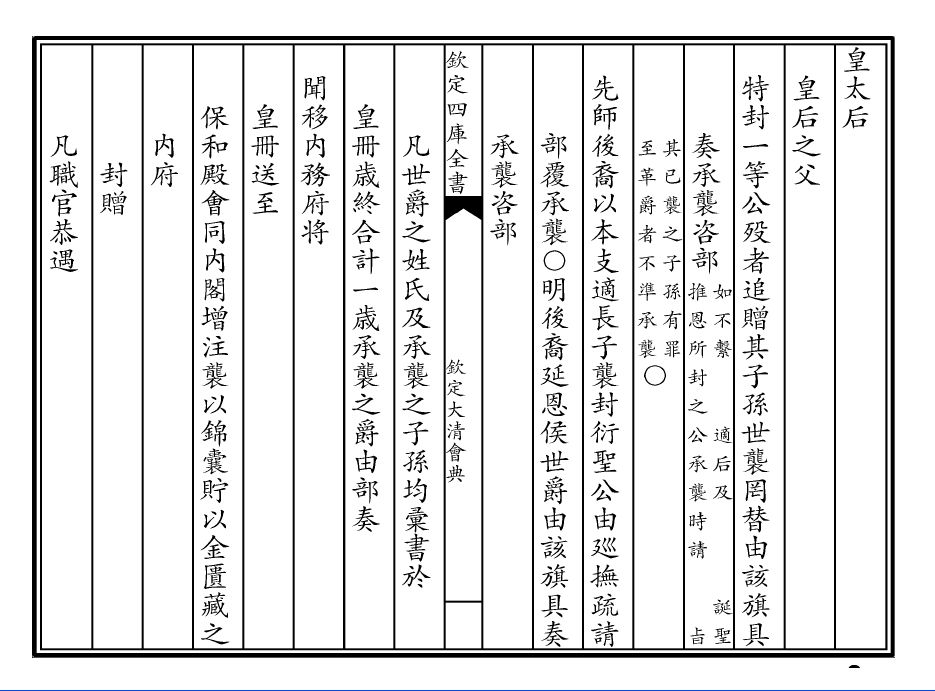 皇太后
皇后之父
特封一等公歿者追贈其子孫世襲罔替由該旗具
奏承襲咨部
如不繫 適后及 誕聖
推恩所封之公承襲時請 旨
其已襲之子孫有罪
至革爵者不準承襲
○
先師後裔以本支適長子襲封衍聖公由廵撫疏請
部覆承襲○明後裔延恩侯世爵由該旗具奏
承襲咨部
欽定四庫全書
欽定大清會典
凡世爵之姓氏及承襲之子孫均彚書於
皇冊歳終合計一歳承襲之爵由部奏
聞移内務府將
皇冊送至
保和殿會同内閣增注襲以錦囊貯以金匱藏之
内府
封贈
凡職官恭遇